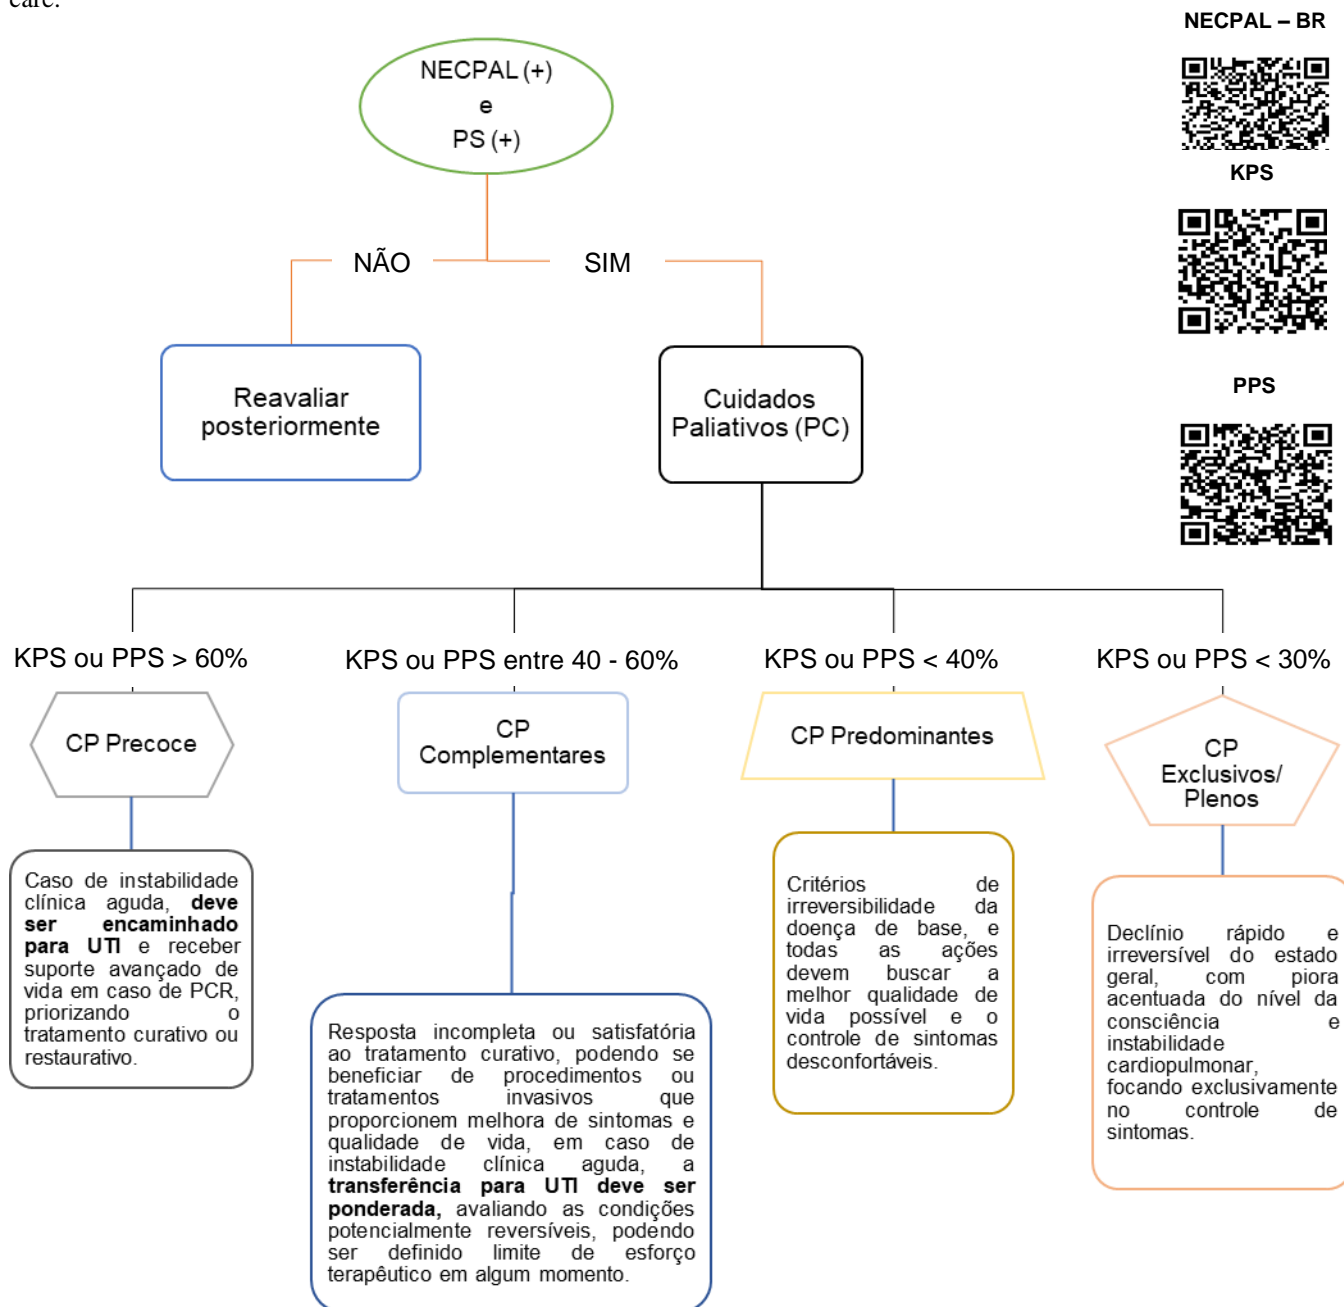 care.
NECPAL – BR
KPS
PPS
NECPAL (+)
e
PS (+)
NÃO
SIM
Reavaliar
posteriormente
Cuidados
Paliativos (PC)
KPS ou PPS > 60%
KPS ou PPS entre 40 - 60%
KPS ou PPS < 40%
KPS ou PPS < 30%
CP Precoce
CP
Complementares
CP Predominantes
CP
Exclusivos/
Plenos
Caso de instabilidade
clínica aguda, deve
ser encaminhado
para UTI e receber
suporte avançado de
vida em caso de PCR,
priorizando o
tratamento curativo ou
restaurativo.
Resposta incompleta ou satisfatória
ao tratamento curativo, podendo se
beneficiar de procedimentos ou
tratamentos invasivos que
proporcionem melhora de sintomas e
qualidade de vida, em caso de
instabilidade clínica aguda, a
transferência para UTI deve ser
ponderada, avaliando as condições
potencialmente reversíveis, podendo
ser definido limite de esforço
terapêutico em algum momento.
Critérios de
irreversibilidade da
doença de base, e
todas as ações
devem buscar a
melhor qualidade de
vida possível e o
controle de sintomas
desconfortáveis.
Declínio rápido e
irreversível do estado
geral, com piora
acentuada do nível da
consciência e
instabilidade
cardiopulmonar,
focando exclusivamente
no controle de
sintomas.